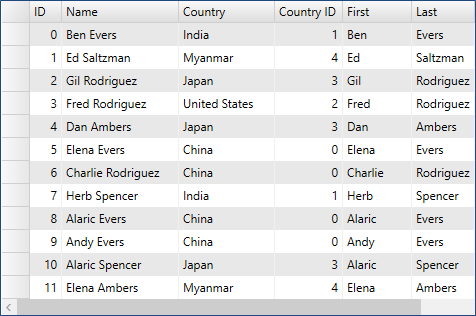 ID Name Country Country ID First Last
0 Ben Evers India 1 Ben Evers
1 Ed Saltzman Myanmar 4 Ed Saltzman
2 Gil Rodriguez Japan 3 Gil Rodriguez
3 Fred Rodriguez United States 2 Fred Rodriguez
4 Dan Ambers Japan 3 Dan Ambers
5 Elena Evers China 0 Elena Evers
6 Charlie Rodriguez China 0 Charlie Rodriguez
7 Herb Spencer India 1 Herb Spencer
8 Alaric Evers China 0 Alaric Evers
9 Andy Evers China 0 Andy Evers
10 Alaric Spencer Japan 3 Alaric Spencer
11 Elena Ambers Myanmar 4 Elena Ambers